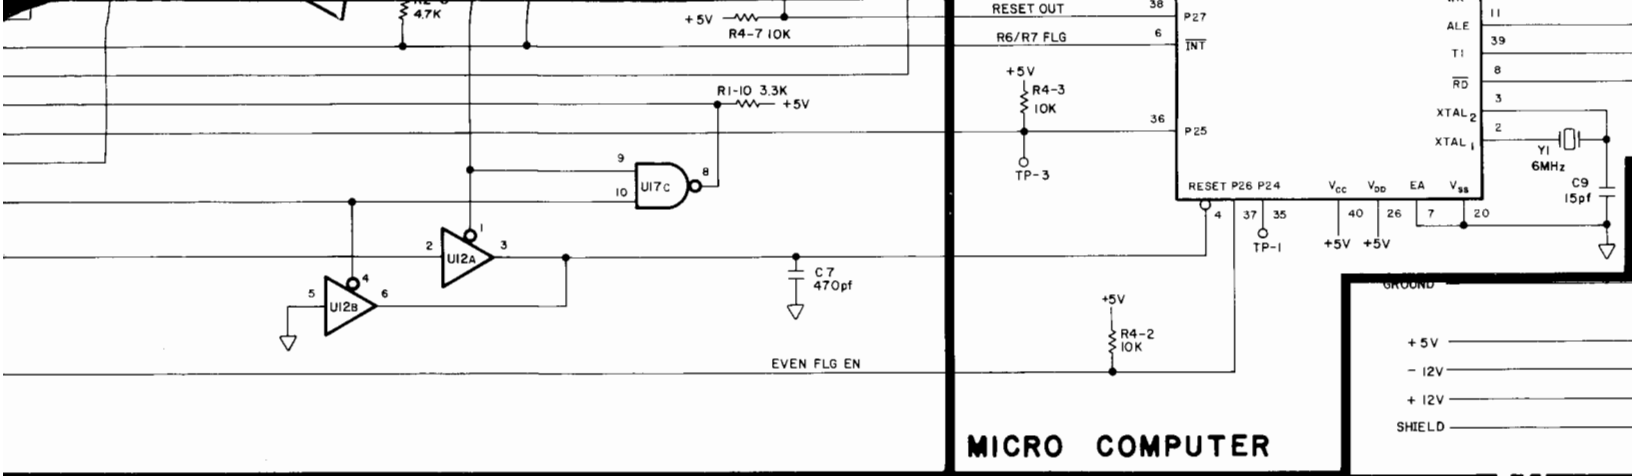 4.7K
+5V
R4-7 10K
RESET OUT
38
P27
11
ALE
R6/R7 FLG
6
INT
39
T1
+5V
8
RD
R1-10 3.3K
+5V
R4-3
10K
3
XTAL2
36
P25
2
XTAL1
Y1
6MHz
9
10
U17C
8
TP-3
C9
15pf
RESET P26 P24
VCC
VDD
EA
VSS
4
37
35
40
26
7
20
TP-1
+5V
+5V
1
2
U12A
3
4
5
U12B
6
C7
470pf
GROUND
+5V
R4-2
10K
+5V
-12V
+12V
SHIELD
EVEN FLG EN
MICRO COMPUTER